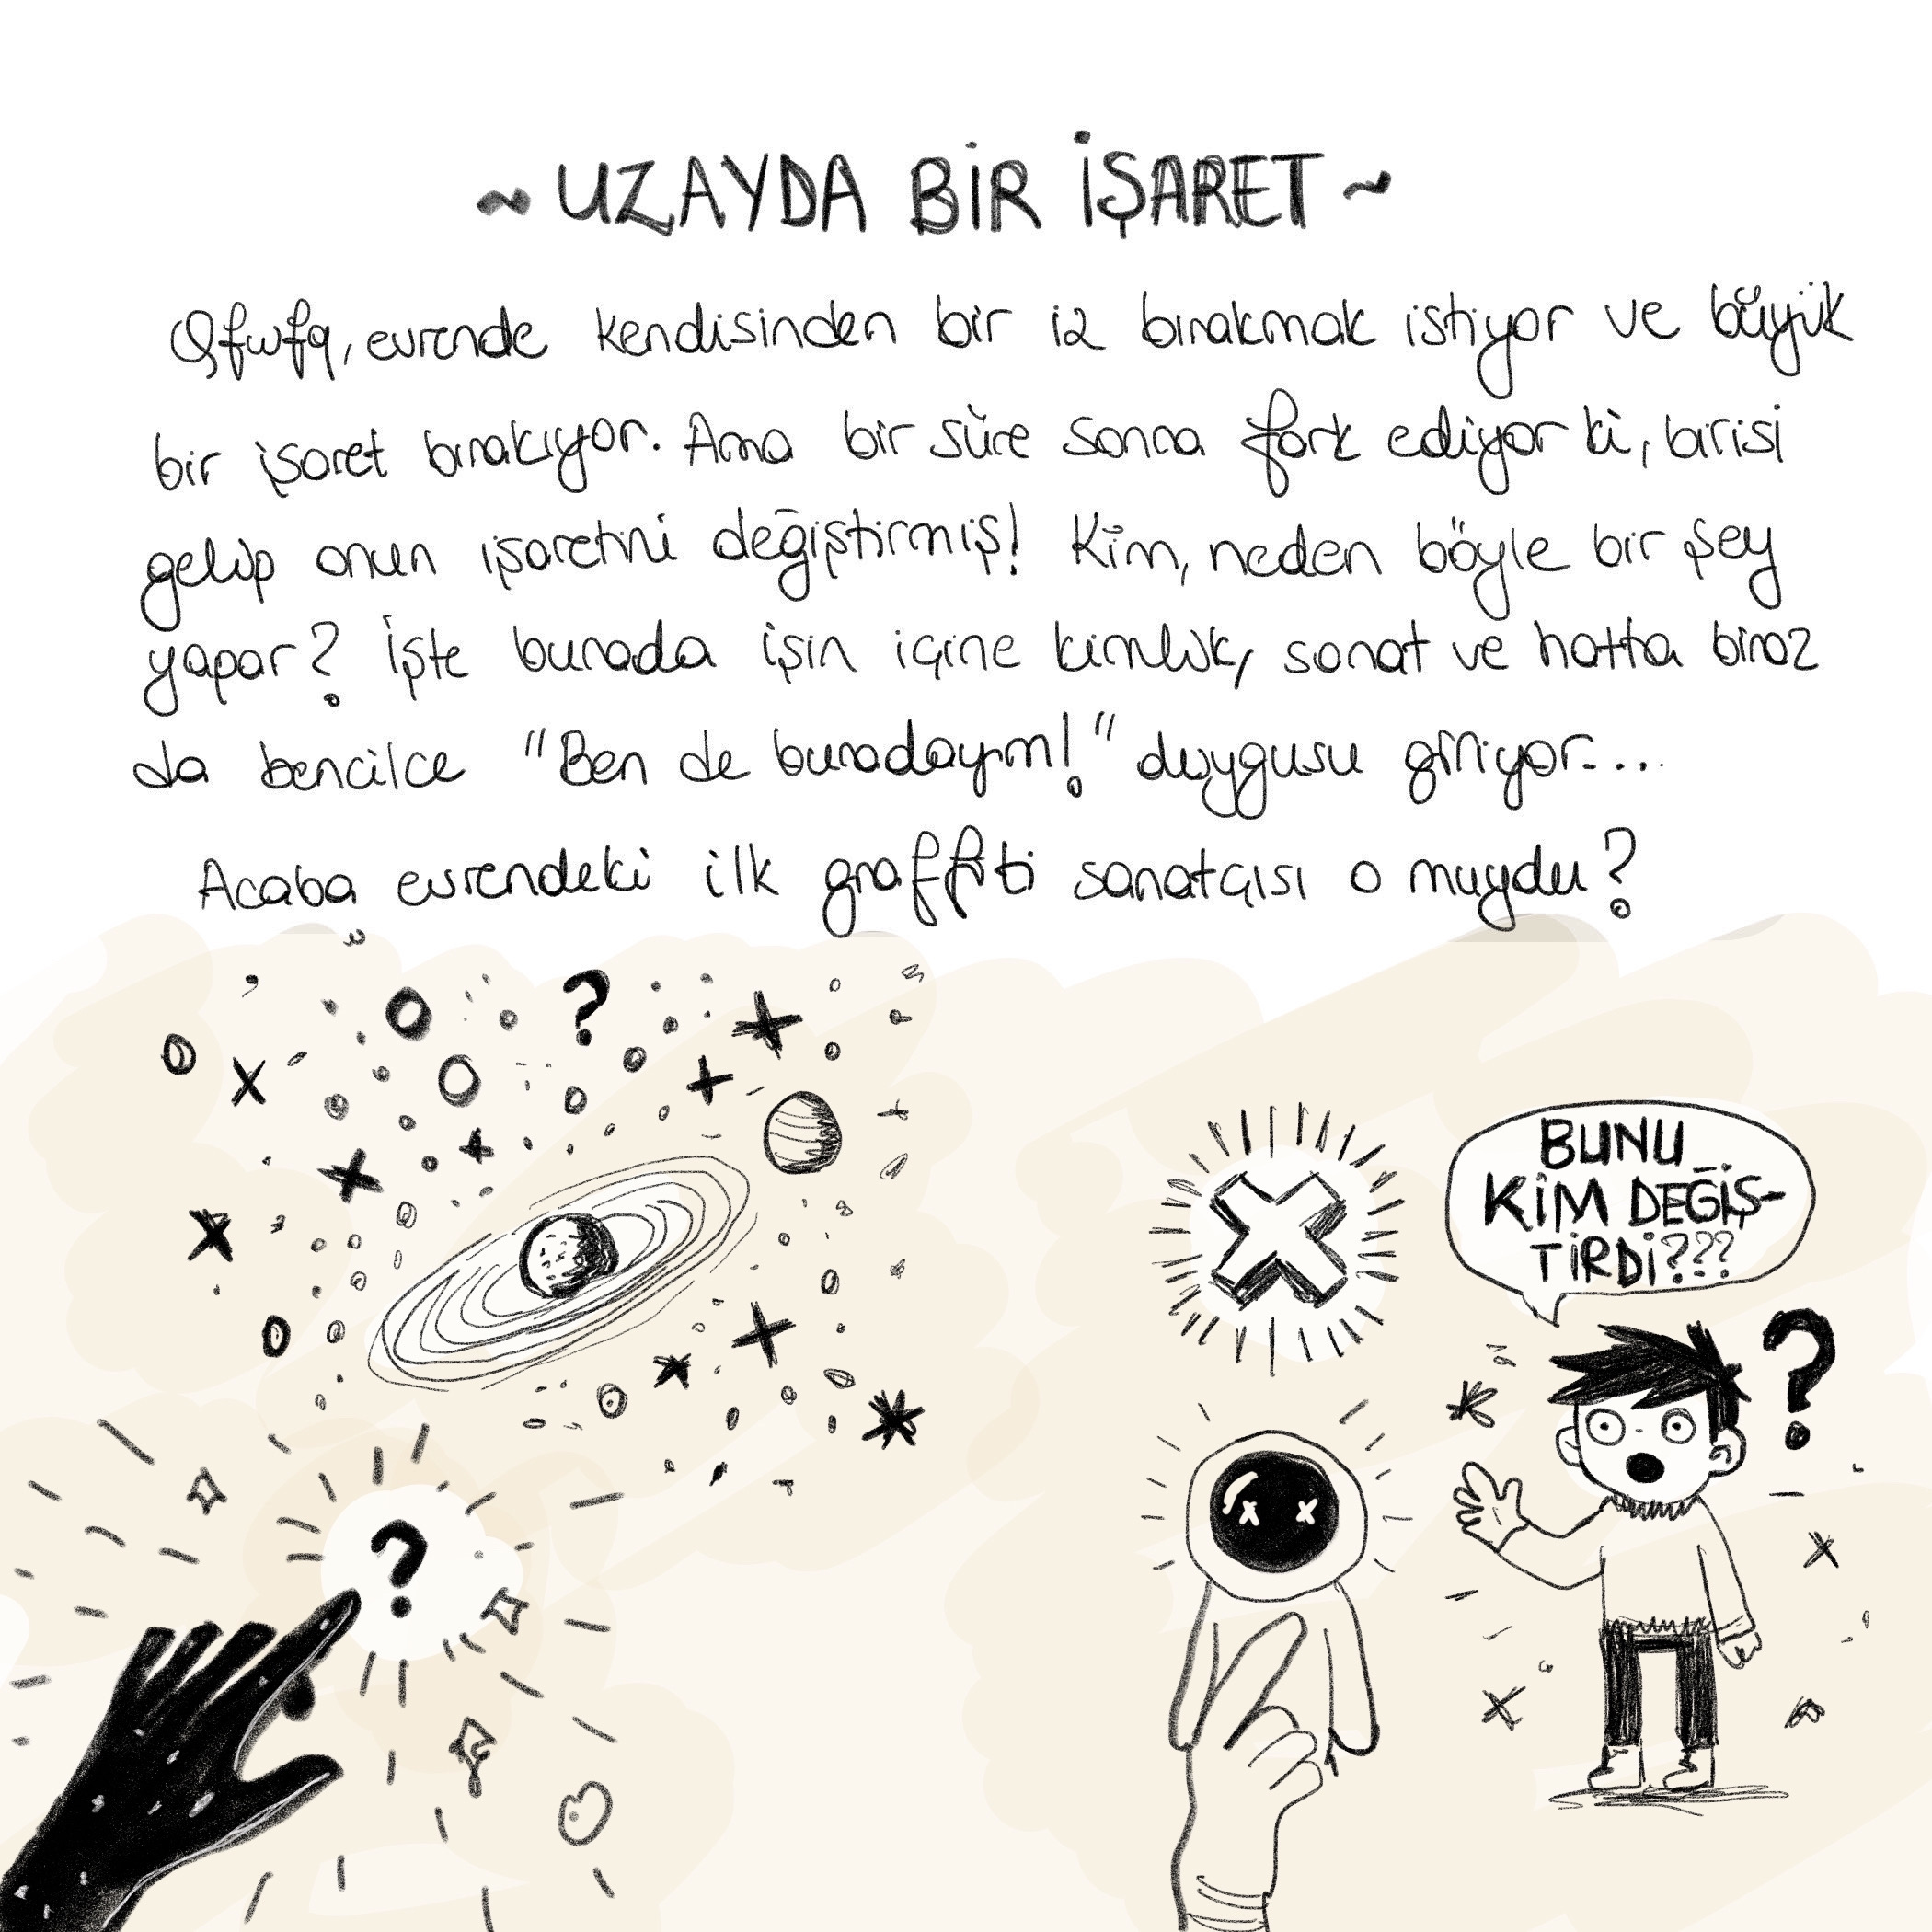 ~ UZAYDA BİR İŞARET ~
Qfwfq, evrende kendisinden bir iz bırakmak istiyor ve büyük
bir işaret bırakıyor. Ama bir süre sonra fark ediyor ki, birisi
gelip onun işaretini değiştirmiş! Kim, neden böyle bir şey
yapar? İşte burada işin içine kimlik, sanat ve hatta biraz
da bencilce "Ben de buradayım!" duygusu giriyor...
Acaba evrendeki ilk graffiti sanatçısı o muydu?
?
BUNU
KİM DEĞİŞ-
TİRDİ???
?
?